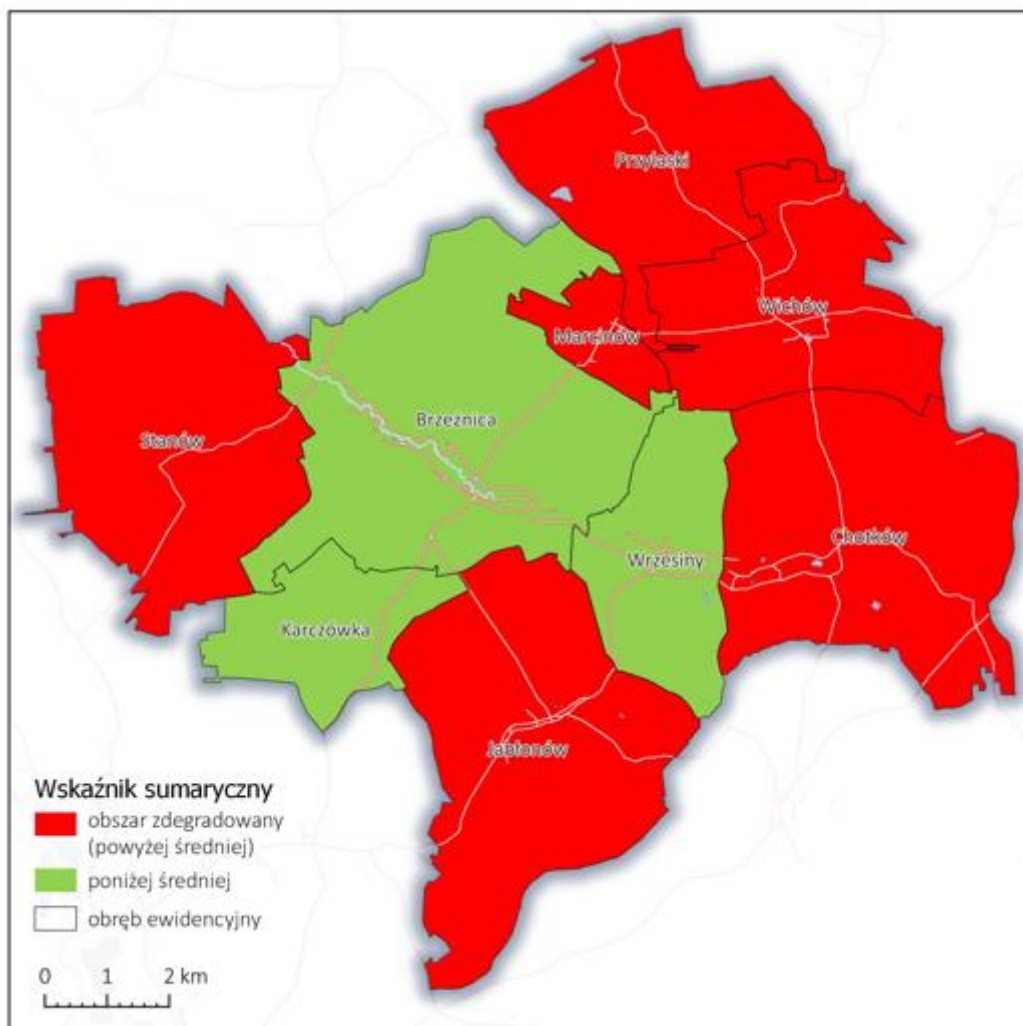 Przylaski
Wichów
Marcinów
Brzeźnica
Stanów
Chotków
Wrzesiny
Karczówka
Jabłonów
Wskaźnik sumaryczny
obszar zdegradowany
(powyżej średniej)
poniżej średniej
obręb ewidencyjny
0 1 2 km